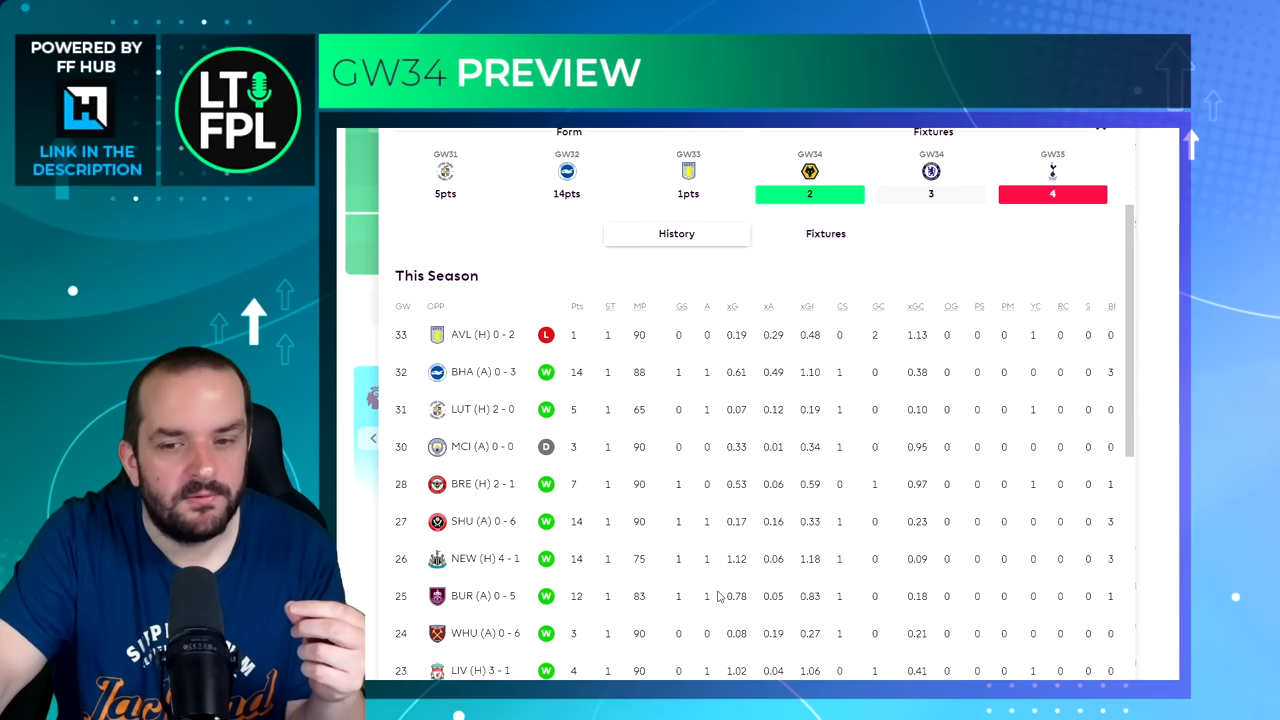 POWERED BY
FF HUB
LINK IN THE
DESCRIPTION
LT
FPL
GW34 PREVIEW
Form Fixtures
GW31 GW32 GW33 GW34 GW34 GW35
5pts 14pts 1pts 2 3 4
History Fixtures
This Season
GW OPP Pts ST MP GS A xG xA xGI CS GC xGC OG PS PM YC RC S BI
33 AVL (H) 0 - 2 L 1 1 90 0 0 0.19 0.29 0.48 0 2 1.13 0 0 0 1 0 0 0
32 BHA (A) 0 - 3 W 14 1 88 1 1 0.61 0.49 1.10 1 0 0.38 0 0 0 0 0 0 3
31 LUT (H) 2 - 0 W 5 1 65 0 1 0.07 0.12 0.19 1 0 0.10 0 0 0 1 0 0 0
30 MCI (A) 0 - 0 D 3 1 90 0 0 0.33 0.01 0.34 1 0 0.95 0 0 0 0 0 0 0
28 BRE (H) 2 - 1 W 7 1 90 1 0 0.53 0.06 0.59 0 1 0.97 0 0 0 1 0 0 1
27 SHU (A) 0 - 6 W 14 1 90 1 1 0.17 0.16 0.33 1 0 0.23 0 0 0 0 0 0 3
26 NEW (H) 4 - 1 W 14 1 75 1 1 1.12 0.06 1.18 1 0 0.09 0 0 0 0 0 0 3
25 BUR (A) 0 - 5 W 12 1 83 1 1 0.78 0.05 0.83 1 0 0.18 0 0 0 0 0 0 1
24 WHU (A) 0 - 6 W 3 1 90 0 0 0.08 0.19 0.27 1 0 0.21 0 0 0 0 0 0 0
23 LIV (H) 3 - 1 W 4 1 90 0 1 1.02 0.04 1.06 0 1 0.41 0 0 0 1 0 0 0